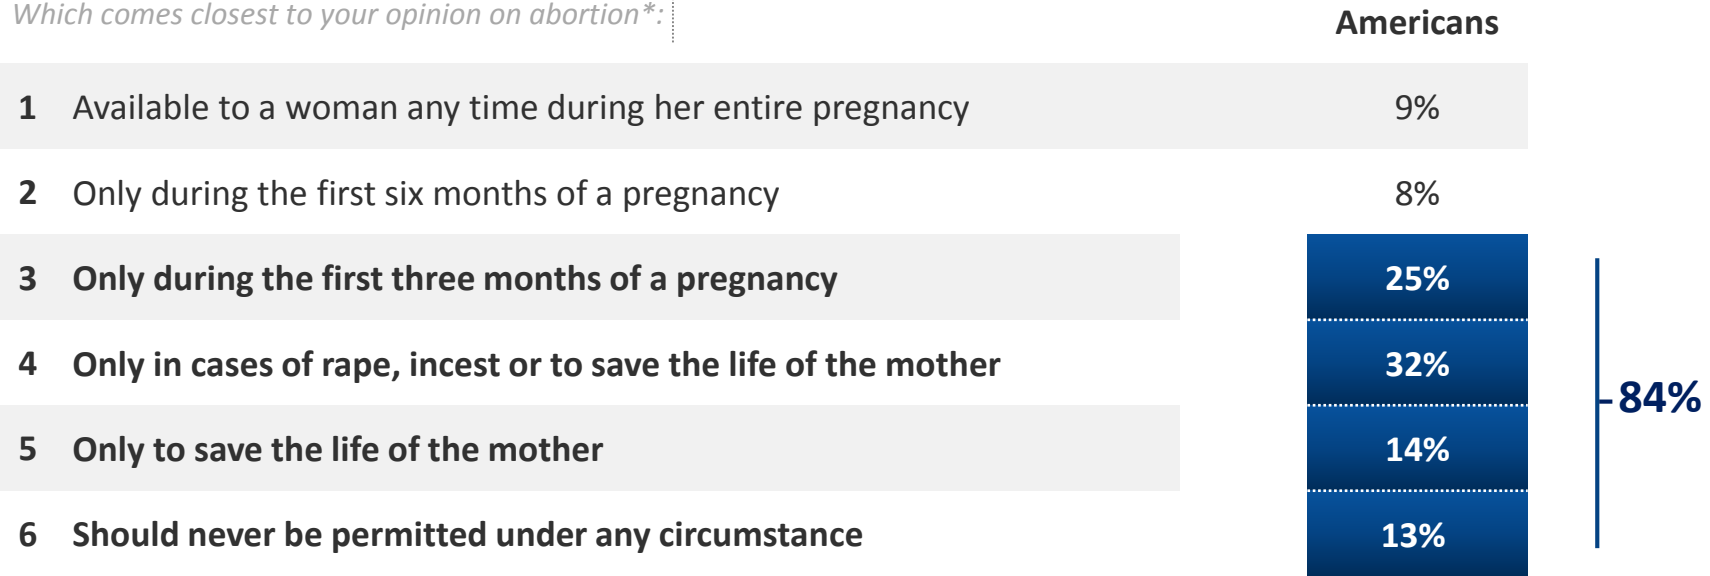 Which comes closest to your opinion on abortion*:
Americans
1 Available to a woman any time during her entire pregnancy 9%
2 Only during the first six months of a pregnancy 8%
3 Only during the first three months of a pregnancy 25%
4 Only in cases of rape, incest or to save the life of the mother 32%
84%
5 Only to save the life of the mother 14%
6 Should never be permitted under any circumstance 13%